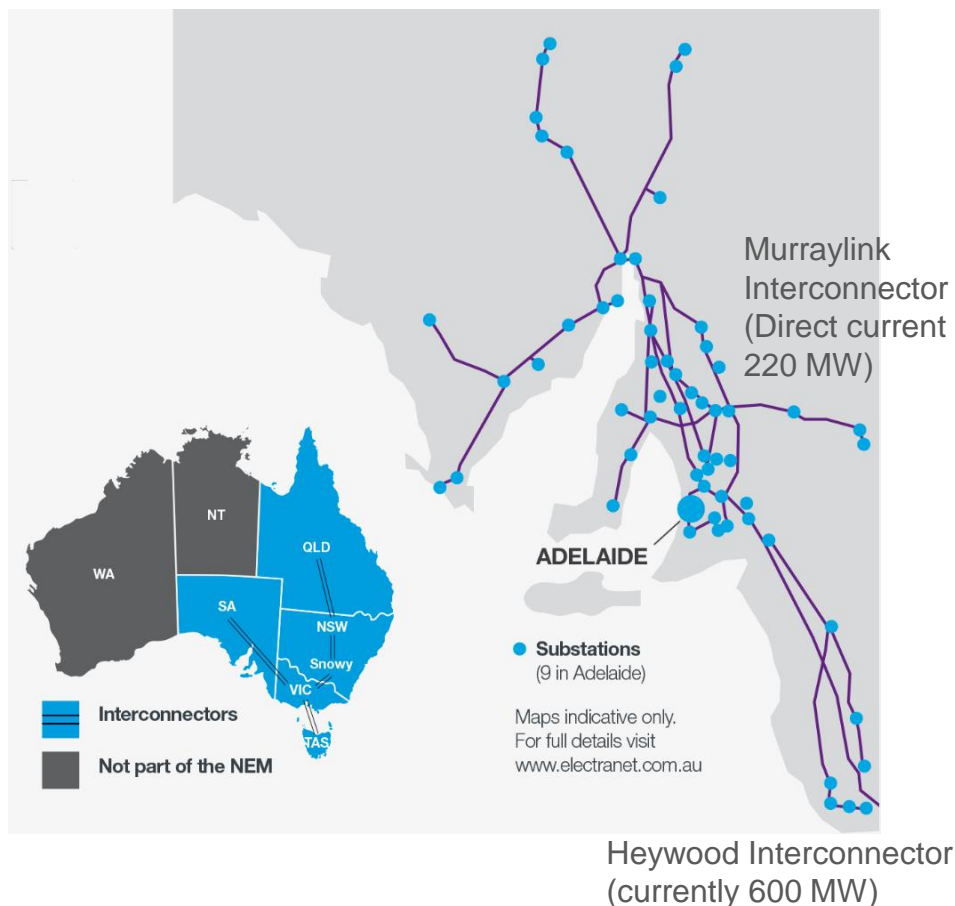 Murraylink
Interconnector
(Direct current
220 MW)
ADELAIDE
Substations
(9 in Adelaide)
Maps indicative only.
For full details visit
www.electranet.com.au
WA
NT
QLD
SA
NSW
Snowy
VIC
TAS
Interconnectors
Not part of the NEM
Heywood Interconnector
(currently 600 MW)